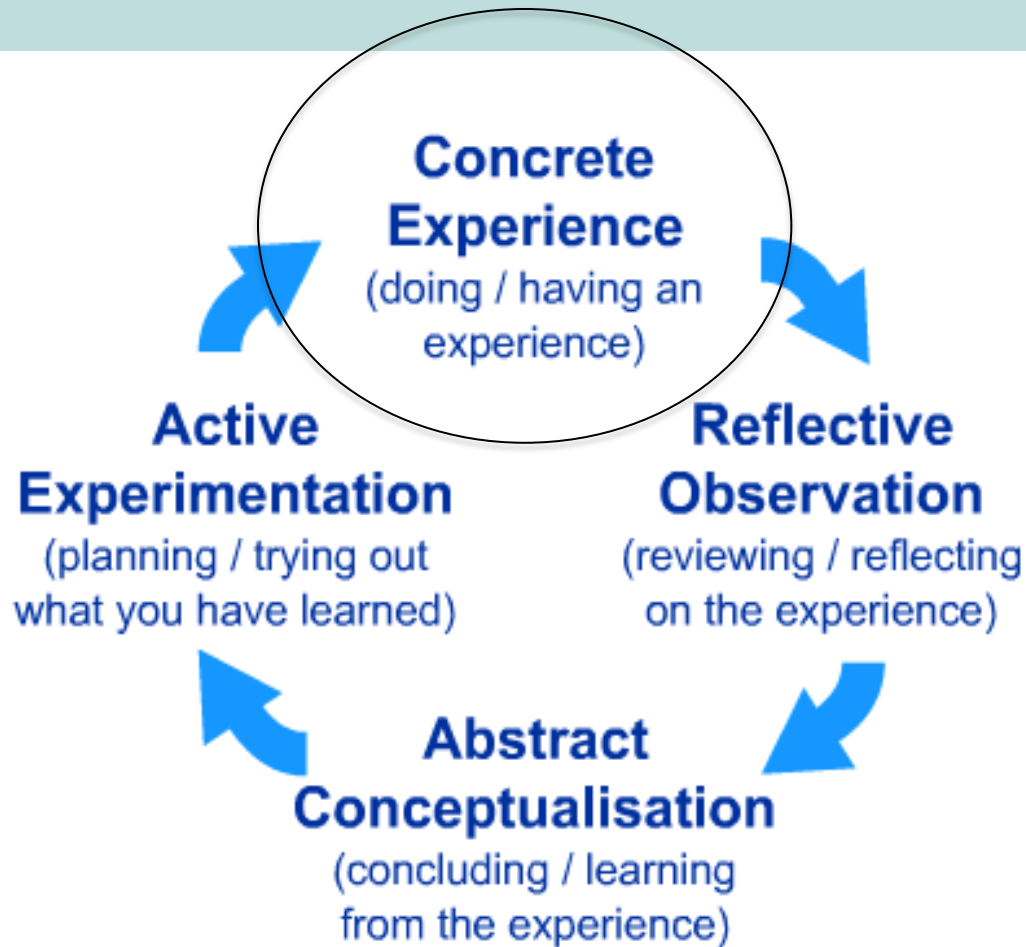 Concrete
Experience
(doing / having an
experience)
Reflective
Observation
(reviewing / reflecting
on the experience)
Abstract
Conceptualisation
(concluding / learning
from the experience)
Active
Experimentation
(planning / trying out
what you have learned)